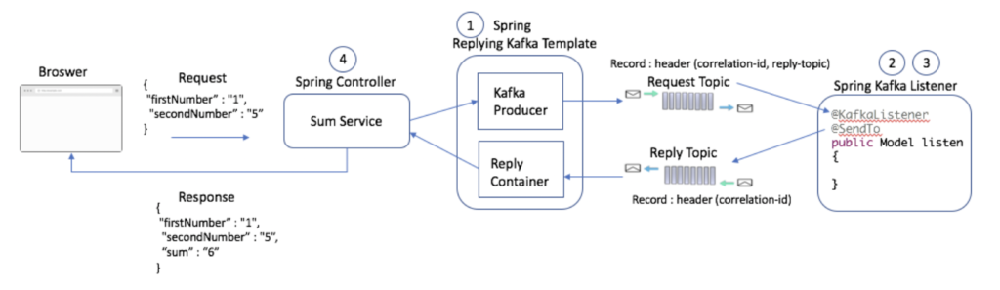 1
Spring
Replying Kafka Template
4
Spring Controller
2
3
Record : header (correlation-id, reply-topic)
Request Topic
Spring Kafka Listener
Broswer
Request
{
"firstNumber" : "1",
"secondNumber" : "5"
}
Sum Service
Kafka
Producer
Reply
Container
@KafkaListener
@SendTo
public Model listen
{
}
Reply Topic
Record : header (correlation-id)
Response
{
"firstNumber" : "1",
"secondNumber" : "5",
"sum" : "6"
}